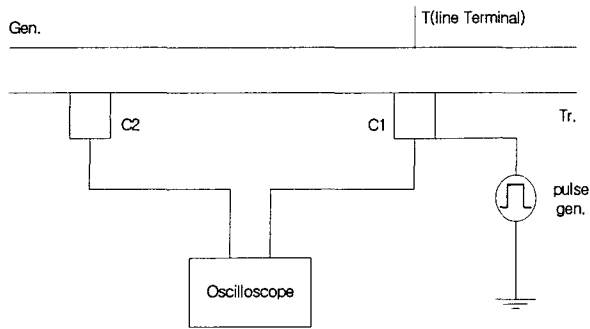 Gen.
T(line Terminal)
C2
C1
Tr.
pulse
gen.
Oscilloscope